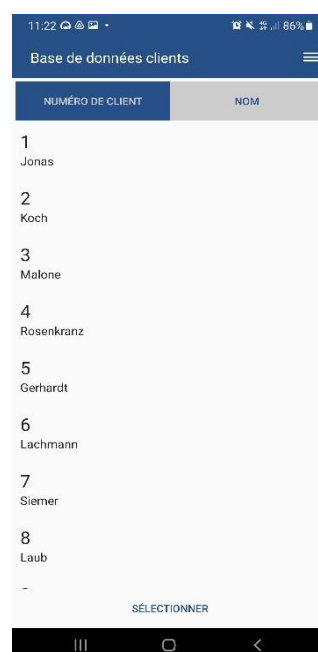 11:22 86%
Base de données clients
NUMÉRO DE CLIENT NOM
1
Jonas
2
Koch
3
Malone
4
Rosenkranz
5
Gerhardt
6
Lachmann
7
Siemer
8
Laub
SÉLECTIONNER